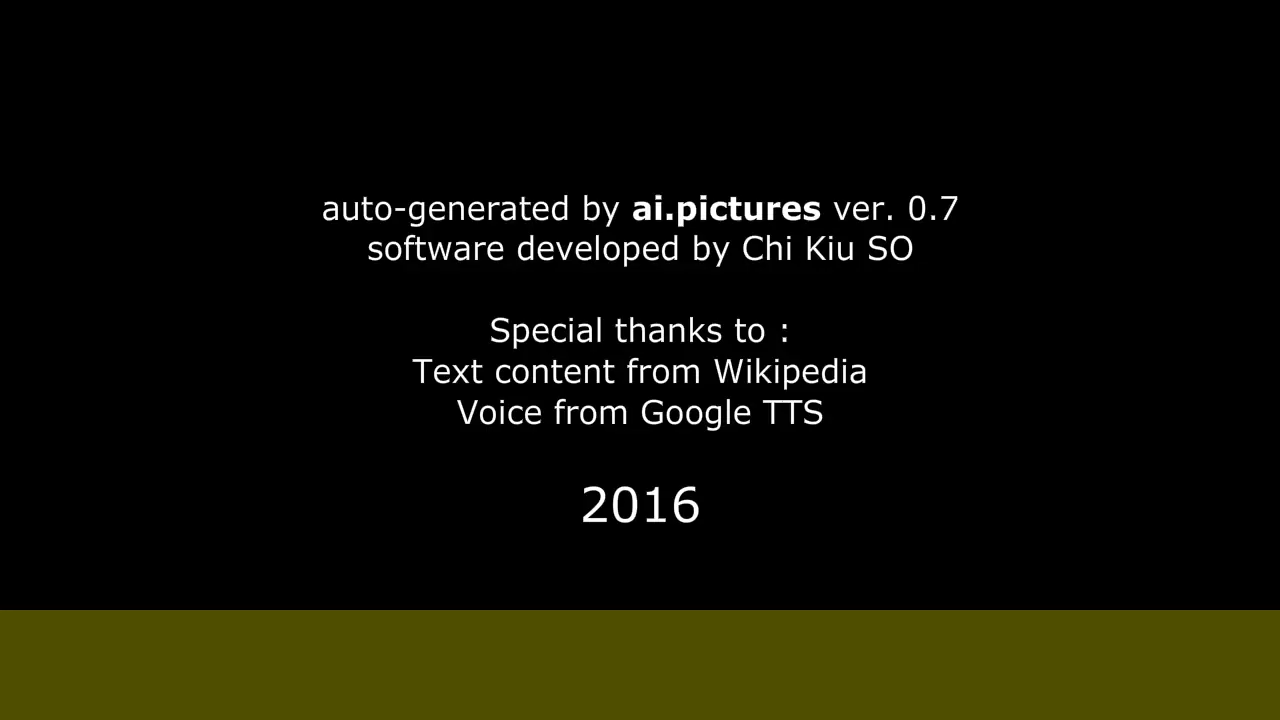 auto-generated by ai.pictures ver. 0.7
software developed by Chi Kiu SO
Special thanks to :
Text content from Wikipedia
Voice from Google TTS
2016